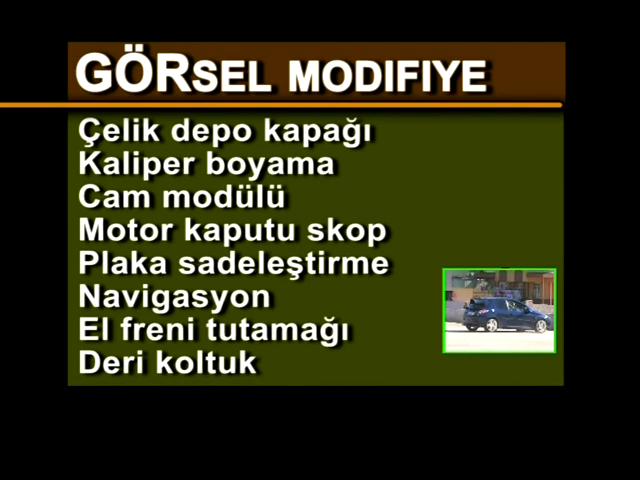 GÖRSEL MODIFIYE
Çelik depo kapağı
Kaliper boyama
Cam modülü
Motor kaputu skop
Plaka sadeleştirme
Navigasyon
El freni tutamağı
Deri koltuk